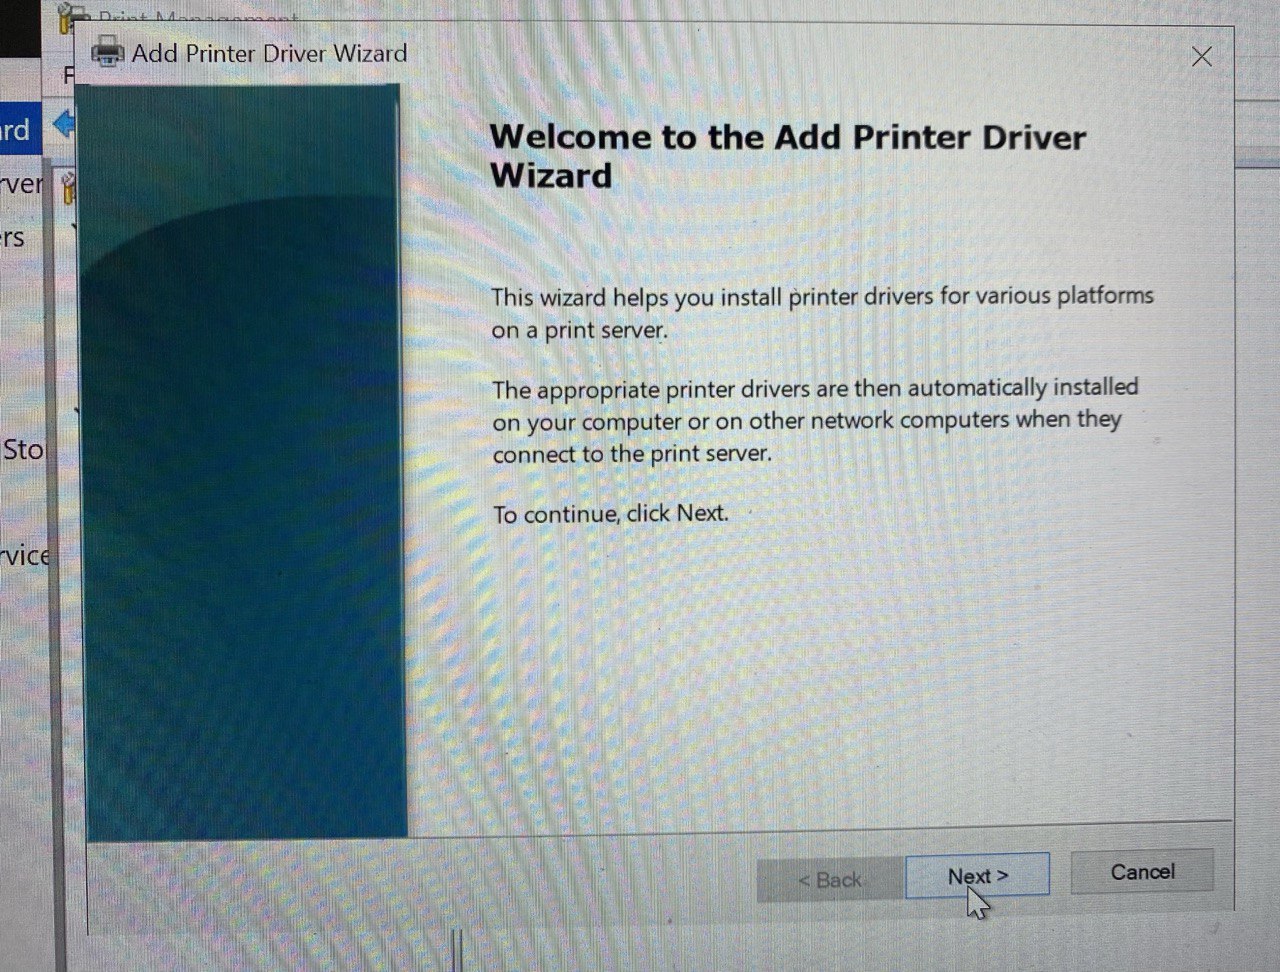 Print Management
Add Printer Driver Wizard
F
ard
rver
ers
Sto
rvice
Welcome to the Add Printer Driver
Wizard
This wizard helps you install printer drivers for various platforms
on a print server.
The appropriate printer drivers are then automatically installed
on your computer or on other network computers when they
connect to the print server.
To continue, click Next.
< Back
Next >
Cancel